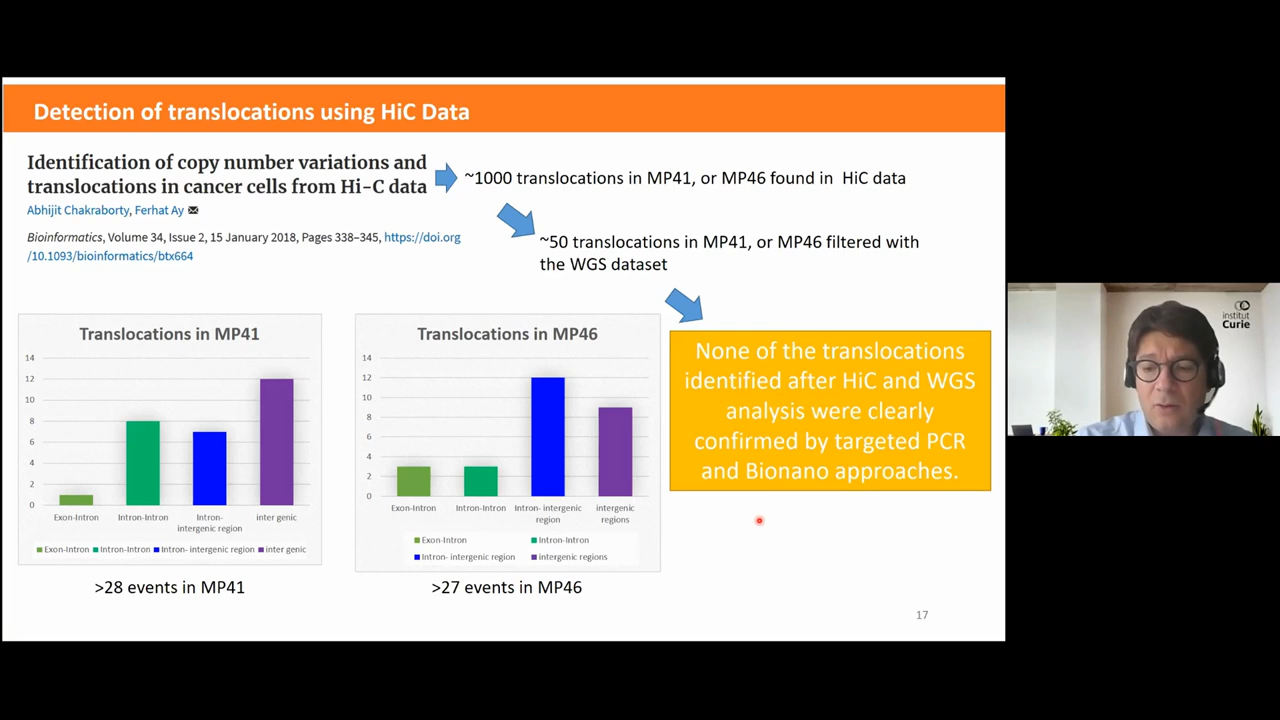 Detection of translocations using HiC Data
Identification of copy number variations and
translocations in cancer cells from Hi-C data
Abhijit Chakraborty, Ferhat Ay
Bioinformatics, Volume 34, Issue 2, 15 January 2018, Pages 338–345, https://doi.org
/10.1093/bioinformatics/btx664
~1000 translocations in MP41, or MP46 found in HiC data
~50 translocations in MP41, or MP46 filtered with
the WGS dataset
Translocations in MP41
14
12
10
8
6
4
2
0
Exon-Intron
Intron-Intron
Intron-
intergenic region
inter genic
Exon-Intron Intron-Intron Intron- intergenic region inter genic
>28 events in MP41
Translocations in MP46
14
12
10
8
6
4
2
0
Exon-Intron
Intron-Intron
Intron- intergenic
region
intergenic
regions
Exon-Intron Intron-Intron
Intron- intergenic region intergenic regions
>27 events in MP46
None of the translocations
identified after HiC and WGS
analysis were clearly
confirmed by targeted PCR
and Bionano approaches.
17
institut
Curie